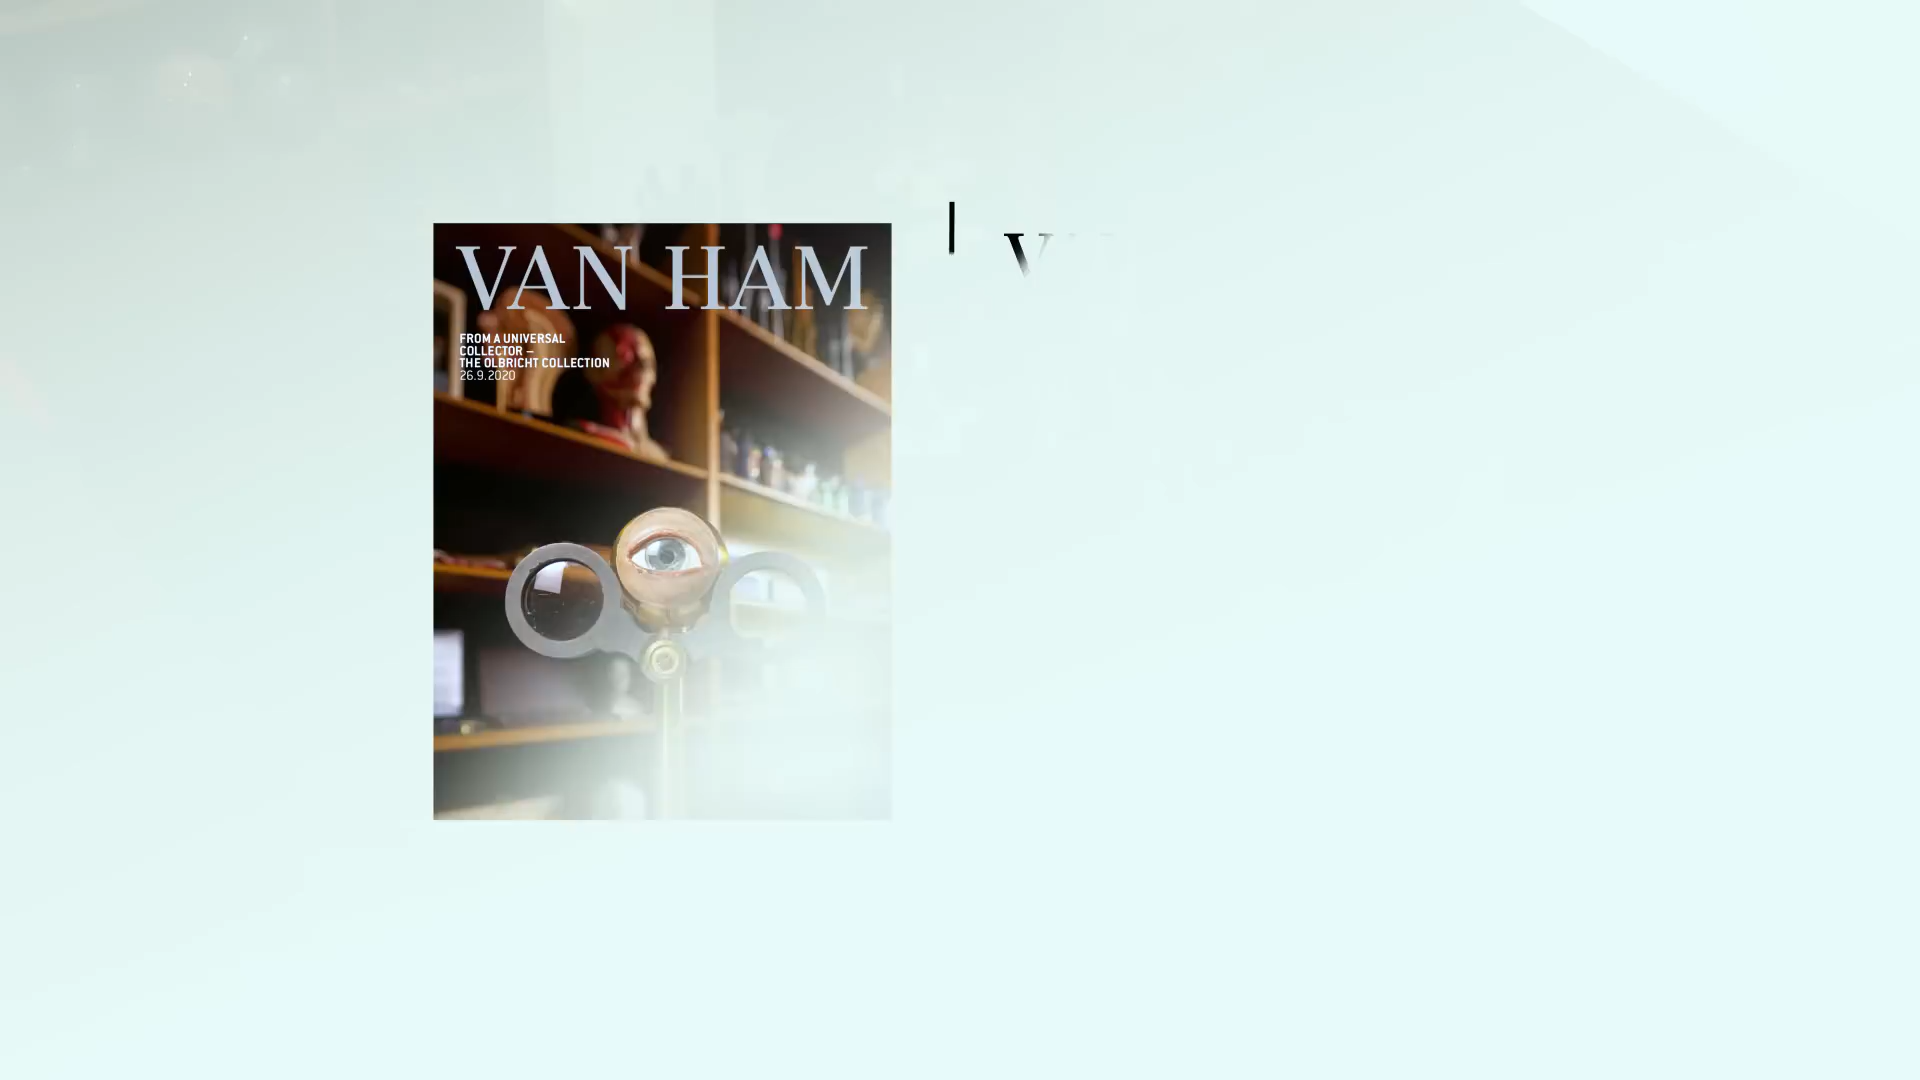 VAN HAM
FROM A UNIVERSAL
COLLECTOR –
THE OLBRICHT COLLECTION
26.9.2020
V